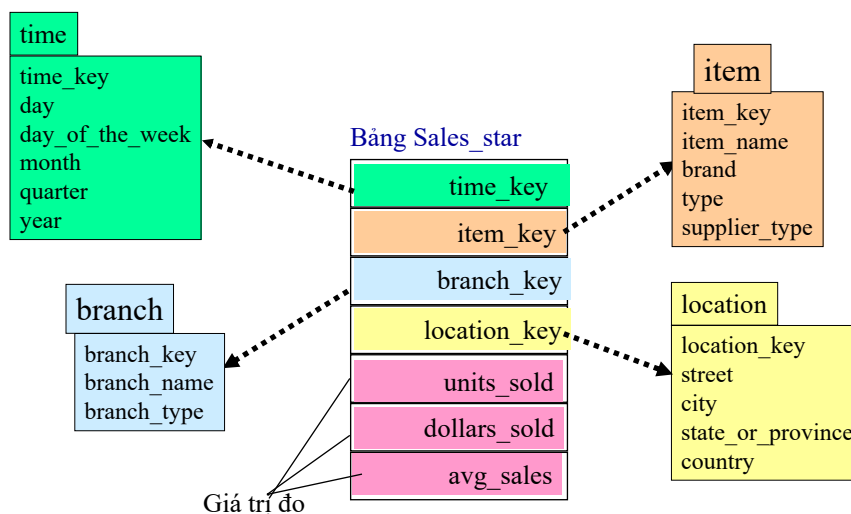 time
time_key
day
day_of_the_week
month
quarter
year
item
item_key
item_name
brand
type
supplier_type
Bảng Sales_star
time_key
item_key
branch_key
location_key
units_sold
dollars_sold
avg_sales
branch
branch_key
branch_name
branch_type
location
location_key
street
city
state_or_province
country
Giá trị đo